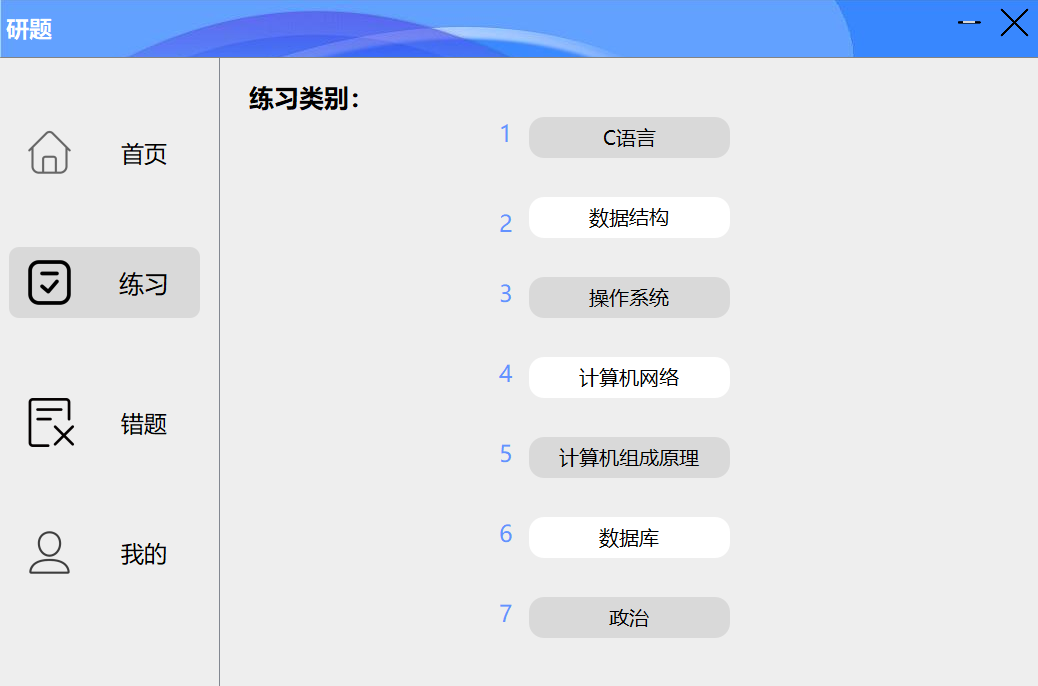 研题
首页
练习
错题
我的
练习类别：
1 C语言
2 数据结构
3 操作系统
4 计算机网络
5 计算机组成原理
6 数据库
7 政治